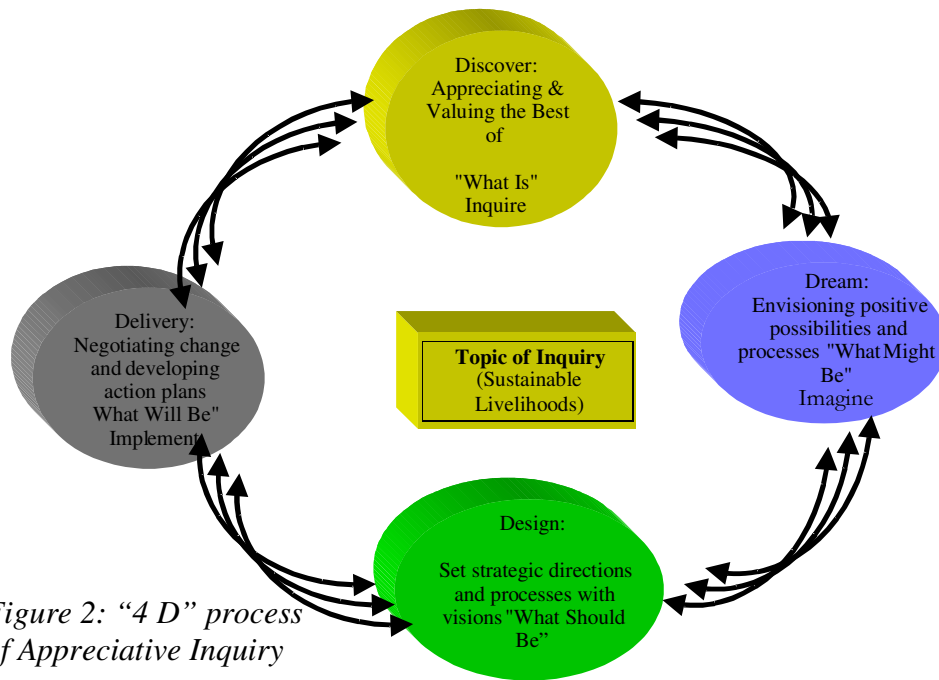 Discover:
Appreciating &
Valuing the Best
of
"What Is"
Inquire
Dream:
Envisioning positive
possibilities and
processes "What Might
Be"
Imagine
Delivery:
Negotiating change
and developing
action plans
What Will Be"
Implement
Topic of Inquiry
(Sustainable
Livelihoods)
Design:
Set strategic directions
and processes with
visions "What Should
Be”
igure 2: “4 D” process
f Appreciative Inquiry